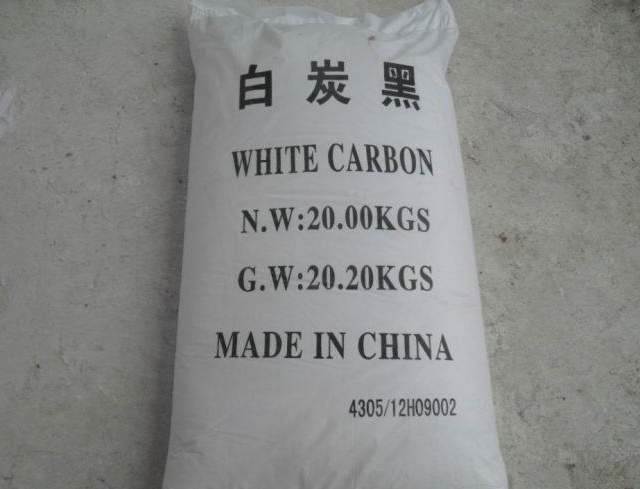 白炭黑
WHITE CARBON
N.W:20.00KGS
G.W:20.20KGS
MADE IN CHINA
4305/12H09002